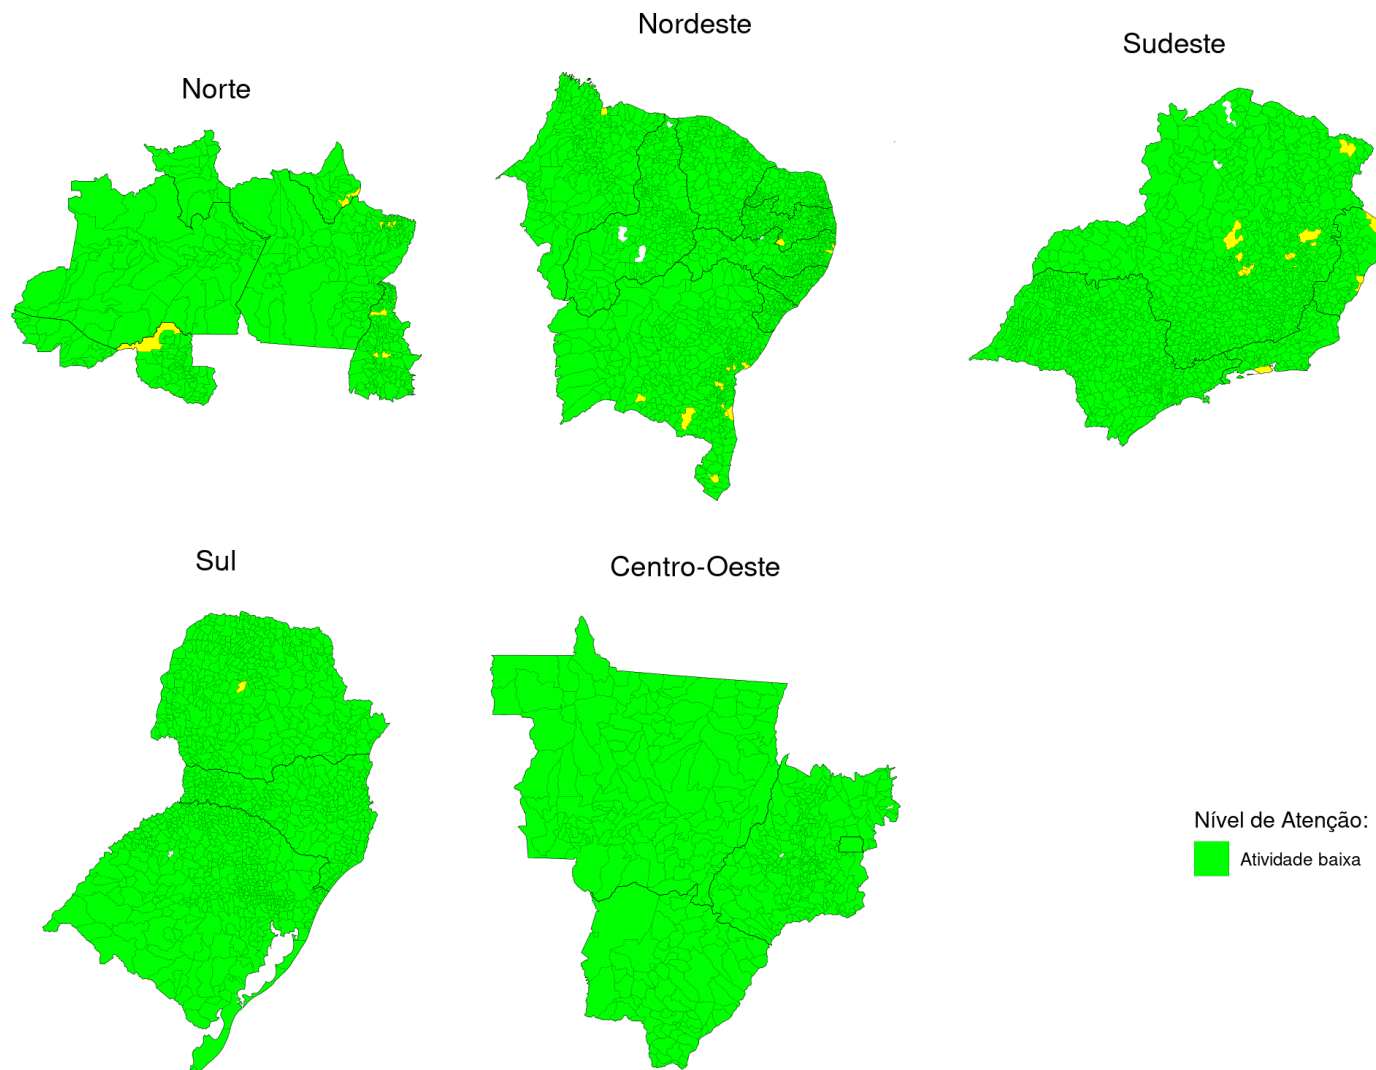 Nordeste
Sudeste
Norte
Sul
Centro-Oeste
Nível de Atenção:
Atividade baixa